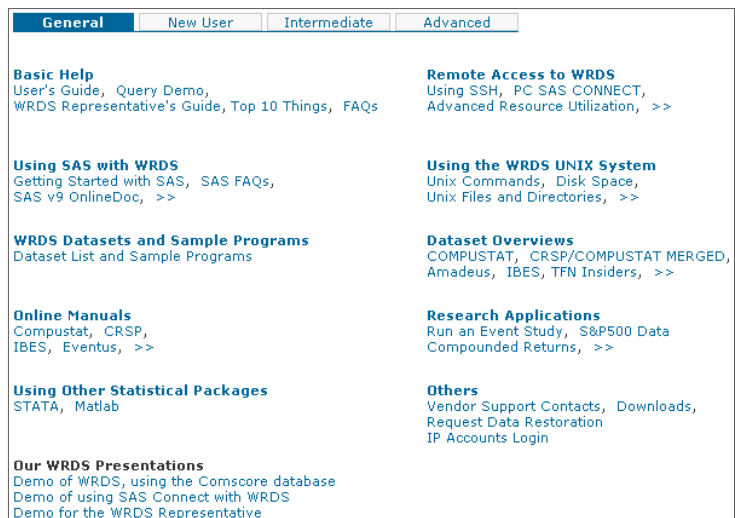 General New User Intermediate Advanced
Basic Help
User's Guide, Query Demo,
WRDS Representative's Guide, Top 10 Things, FAQs
Remote Access to WRDS
Using SSH, PC SAS CONNECT,
Advanced Resource Utilization, >>
Using SAS with WRDS
Getting Started with SAS, SAS FAQs,
SAS v9 OnlineDoc, >>
Using the WRDS UNIX System
Unix Commands, Disk Space,
Unix Files and Directories, >>
WRDS Datasets and Sample Programs
Dataset List and Sample Programs
Dataset Overviews
COMPUSTAT, CRSP/COMPUSTAT MERGED,
Amadeus, IBES, TFN Insiders, >>
Online Manuals
Compustat, CRSP,
IBES, Eventus, >>
Research Applications
Run an Event Study, S&P500 Data
Compounded Returns, >>
Using Other Statistical Packages
STATA, Matlab
Others
Vendor Support Contacts, Downloads,
Request Data Restoration
IP Accounts Login
Our WRDS Presentations
Demo of WRDS, using the Comscore database
Demo of using SAS Connect with WRDS
Demo for the WRDS Representative